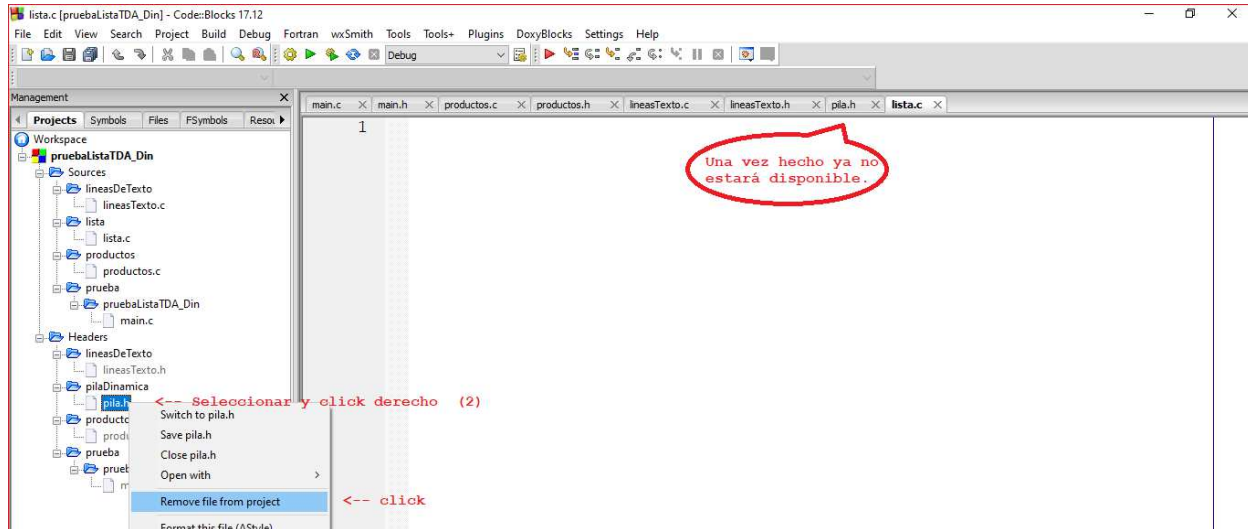 lista.c [pruebaListaTDA_Din] - Code::Blocks 17.12
File Edit View Search Project Build Debug Fortran wxSmith Tools Tools+ Plugins DoxyBlocks Settings Help
Debug
Management
Projects Symbols Files FSymbols
main.c main.h productos.c productos.h lineasTexto.c lineasTexto.h pila.h lista.c
1
Workspace
pruebaListaTDA_Din
Sources
lineasDeTexto
lineasTexto.c
lista
lista.c
productos
productos.c
prueba
pruebaListaTDA_Din
main.c
Headers
lineasDeTexto
lineasTexto.h
pilaDinamica
pila.h <-- Seleccionar y click derecho (2)
prueba
Una vez hecho ya no
estará disponible.
Switch to pila.h
Save pila.h
Close pila.h
Open with >
Remove file from project <-- click
Format this file (AStyle)